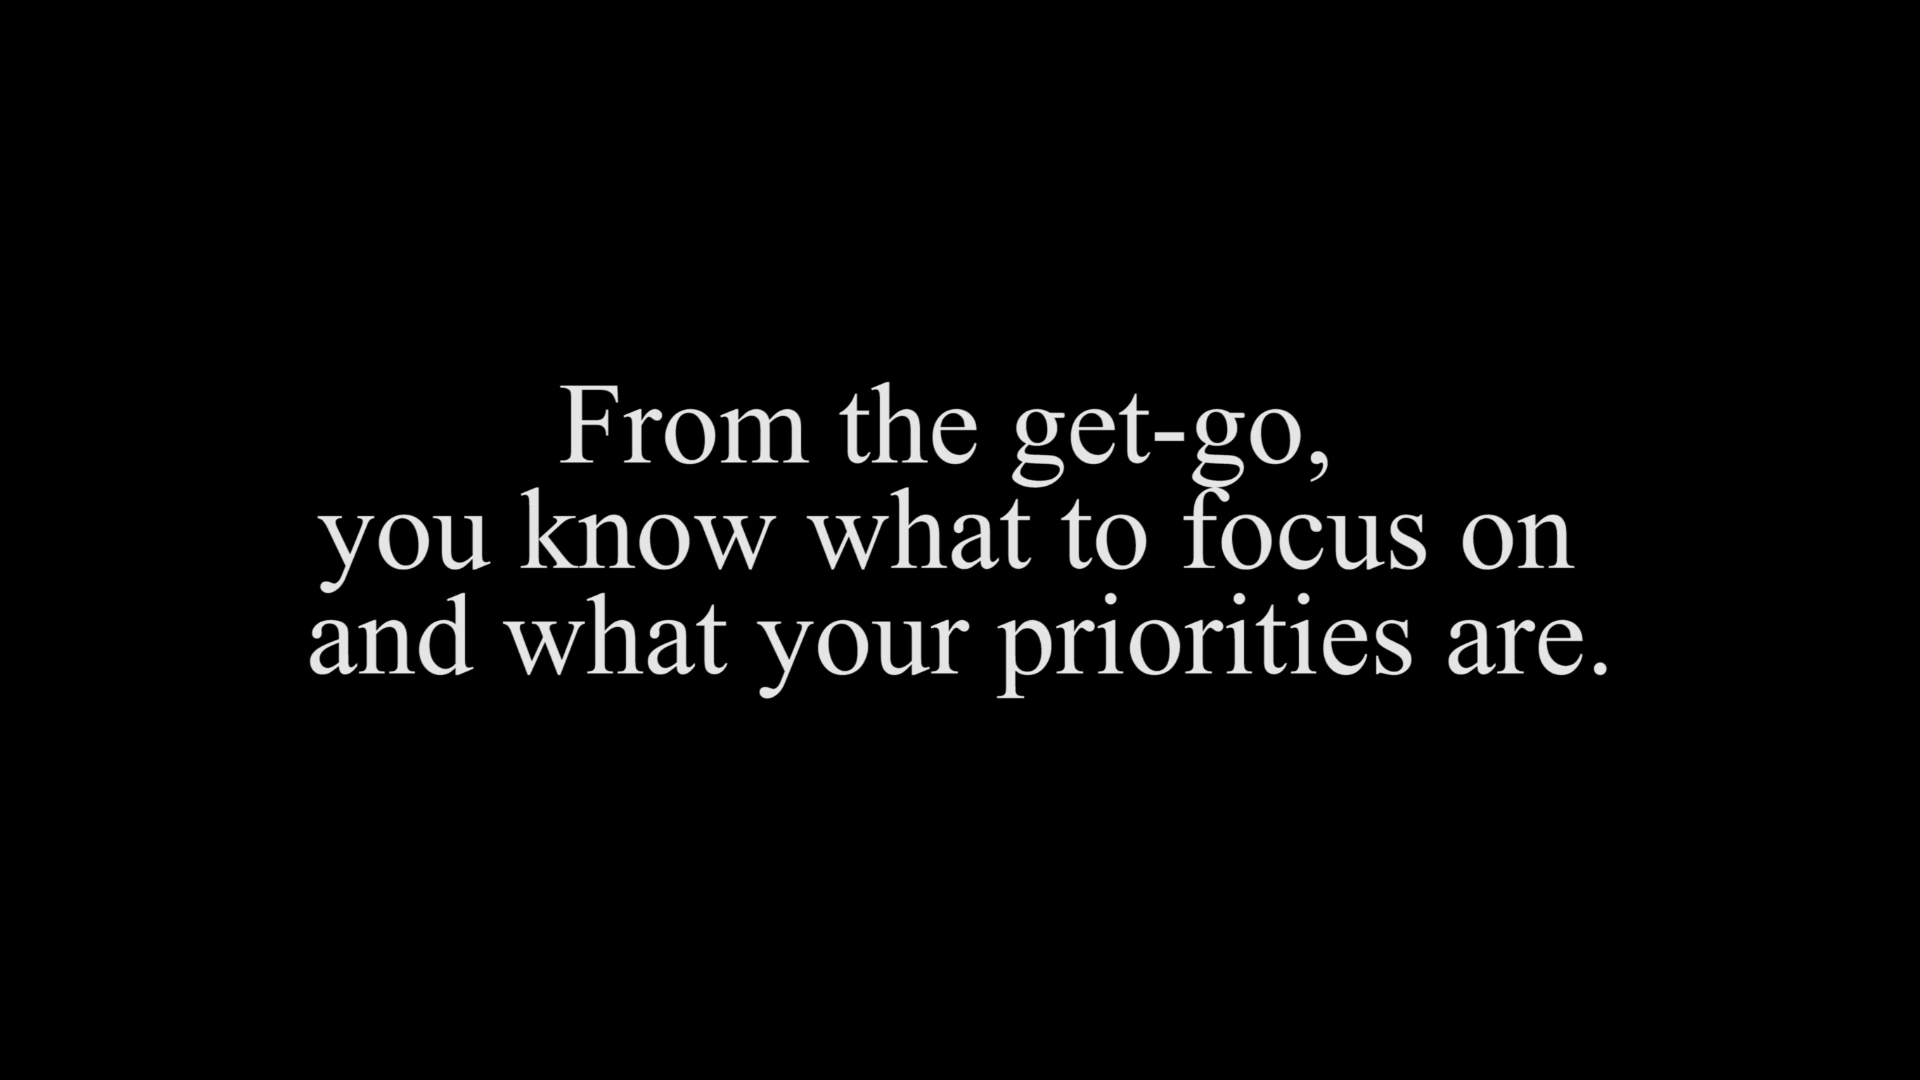 From the get-go,
you know what to focus on
and what your priorities are.